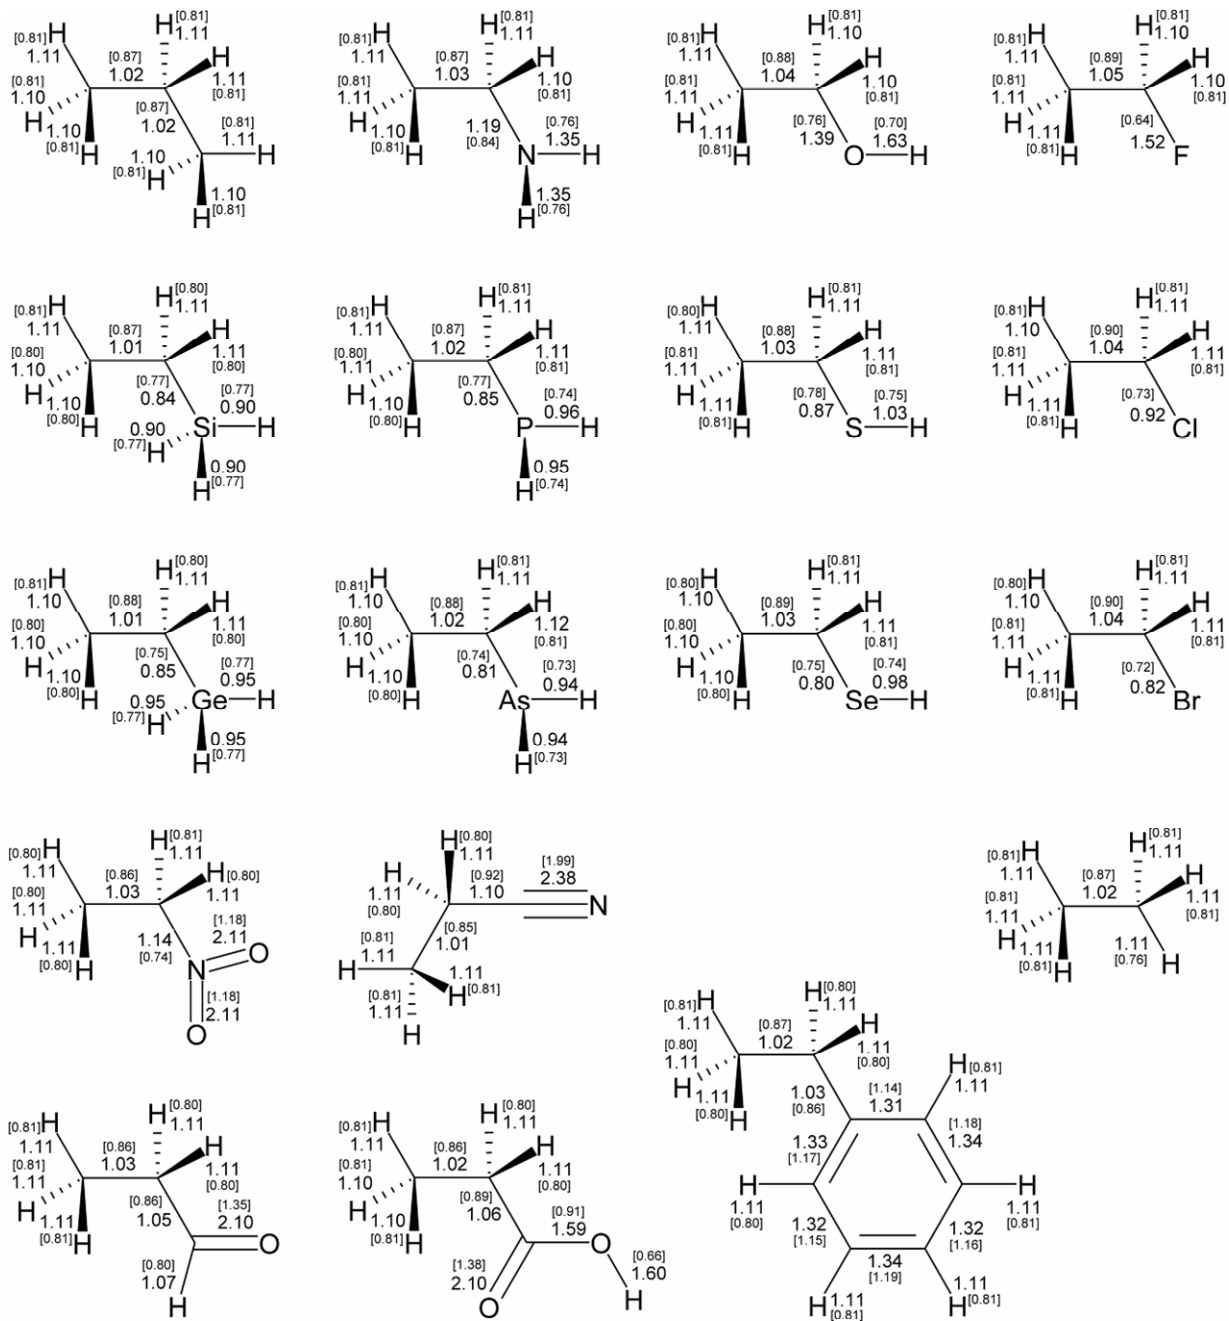 [0.81] H 1.11 [0.87] 1.02 H [0.81] 1.11 H 1.11 [0.81]
[0.81] 1.10 H 1.10 [0.81] H [0.87] 1.02 [0.81] 1.11 H
1.10 [0.81] H 1.10 H [0.81]
[0.81] H 1.11 [0.87] 1.03 H [0.81] 1.11 H 1.10 [0.81]
[0.81] 1.11 H 1.10 [0.81] H 1.19 [0.84] N [0.76] 1.35 H
1.35 H [0.76]
[0.81] H 1.11 [0.88] 1.04 H [0.81] 1.10 H 1.10 [0.81]
[0.81] 1.11 H 1.11 [0.81] H [0.76] 1.39 O [0.70] 1.63 H
[0.81] H 1.11 [0.89] 1.05 H [0.81] 1.10 H 1.10 [0.81]
[0.81] 1.11 H 1.11 [0.81] H [0.64] 1.52 F
[0.81] H 1.11 [0.87] 1.01 H [0.80] 1.11 H 1.11 [0.80]
[0.80] 1.10 H 1.10 [0.80] H [0.77] 0.84 Si [0.77] 0.90 H
0.90 [0.77] H 0.90 H [0.77]
[0.81] H 1.11 [0.87] 1.02 H [0.81] 1.11 H 1.11 [0.81]
[0.80] 1.11 H 1.10 [0.80] H [0.77] 0.85 P [0.74] 0.96 H
0.95 H [0.74]
[0.80] H 1.11 [0.88] 1.03 H [0.81] 1.11 H 1.11 [0.81]
[0.81] 1.11 H 1.11 [0.81] H [0.78] 0.87 S [0.75] 1.03 H
[0.81] H 1.10 [0.90] 1.04 H [0.81] 1.11 H 1.11 [0.81]
[0.81] 1.11 H 1.11 [0.81] H [0.73] 0.92 Cl
[0.81] H 1.10 [0.88] 1.01 H [0.80] 1.11 H 1.11 [0.80]
[0.80] 1.10 H 1.10 [0.80] H [0.75] 0.85 Ge [0.77] 0.95 H
0.95 [0.77] H 0.95 H [0.77]
[0.81] H 1.10 [0.88] 1.02 H [0.81] 1.11 H 1.12 [0.81]
[0.80] 1.10 H 1.10 [0.80] H [0.74] 0.81 As [0.73] 0.94 H
0.94 H [0.73]
[0.80] H 1.10 [0.89] 1.03 H [0.81] 1.11 H 1.11 [0.81]
[0.80] 1.10 H 1.10 [0.80] H [0.75] 0.80 Se [0.74] 0.98 H
[0.80] H 1.10 [0.90] 1.04 H [0.81] 1.11 H 1.11 [0.81]
[0.81] 1.11 H 1.11 [0.81] H [0.72] 0.82 Br
[0.80] H 1.11 [0.86] 1.03 H [0.81] 1.11 H [0.80] 1.11
[0.80] 1.11 H 1.11 [0.80] H 1.14 [0.74] N [1.18] 2.11 O
[1.18] 2.11 O
H [0.80] 1.11 H 1.11 [0.80] [0.92] 1.10 [1.99] 2.38 N
[0.85] 1.01 [0.81] 1.11 H 1.11 H [0.81]
[0.81] 1.11 H
[0.81] H 1.11 [0.87] 1.02 H [0.81] 1.11 H 1.11 [0.81]
[0.81] 1.11 H 1.11 [0.81] H 1.11 [0.76] H
[0.81] H 1.11 [0.87] 1.02 H [0.80] 1.11 H 1.11 [0.80]
[0.80] 1.11 H 1.11 [0.80] H 1.03 [0.86] [1.14] 1.31 H [0.81] 1.11
1.33 [1.17] [1.18] 1.34
H 1.11 [0.80] H 1.11 [0.81]
1.32 [1.15] 1.34 [1.19] 1.32 [1.16]
H 1.11 [0.81] H 1.11 [0.81]
[0.81] H 1.11 [0.86] 1.03 H [0.80] 1.11 H 1.11 [0.80]
[0.81] 1.11 H 1.11 [0.81] H [0.86] 1.05 [1.35] 2.10 O
[0.80] 1.07 H
[0.81] H 1.11 [0.86] 1.02 H [0.80] 1.11 H 1.11 [0.80]
[0.81] 1.10 H 1.10 [0.81] H [0.89] 1.06 [0.91] 1.59 O
[1.38] 2.10 O [0.66] 1.60 H